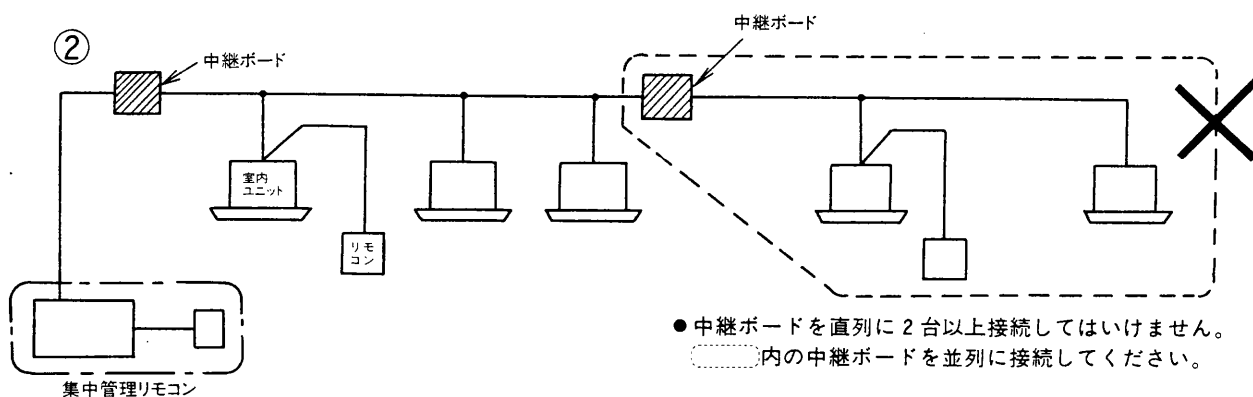 ②
中継ボード
中継ボード
室内
ユニット
リモ
コン
集中管理リモコン
●中継ボードを直列に2台以上接続してはいけません。
内の中継ボードを並列に接続してください。